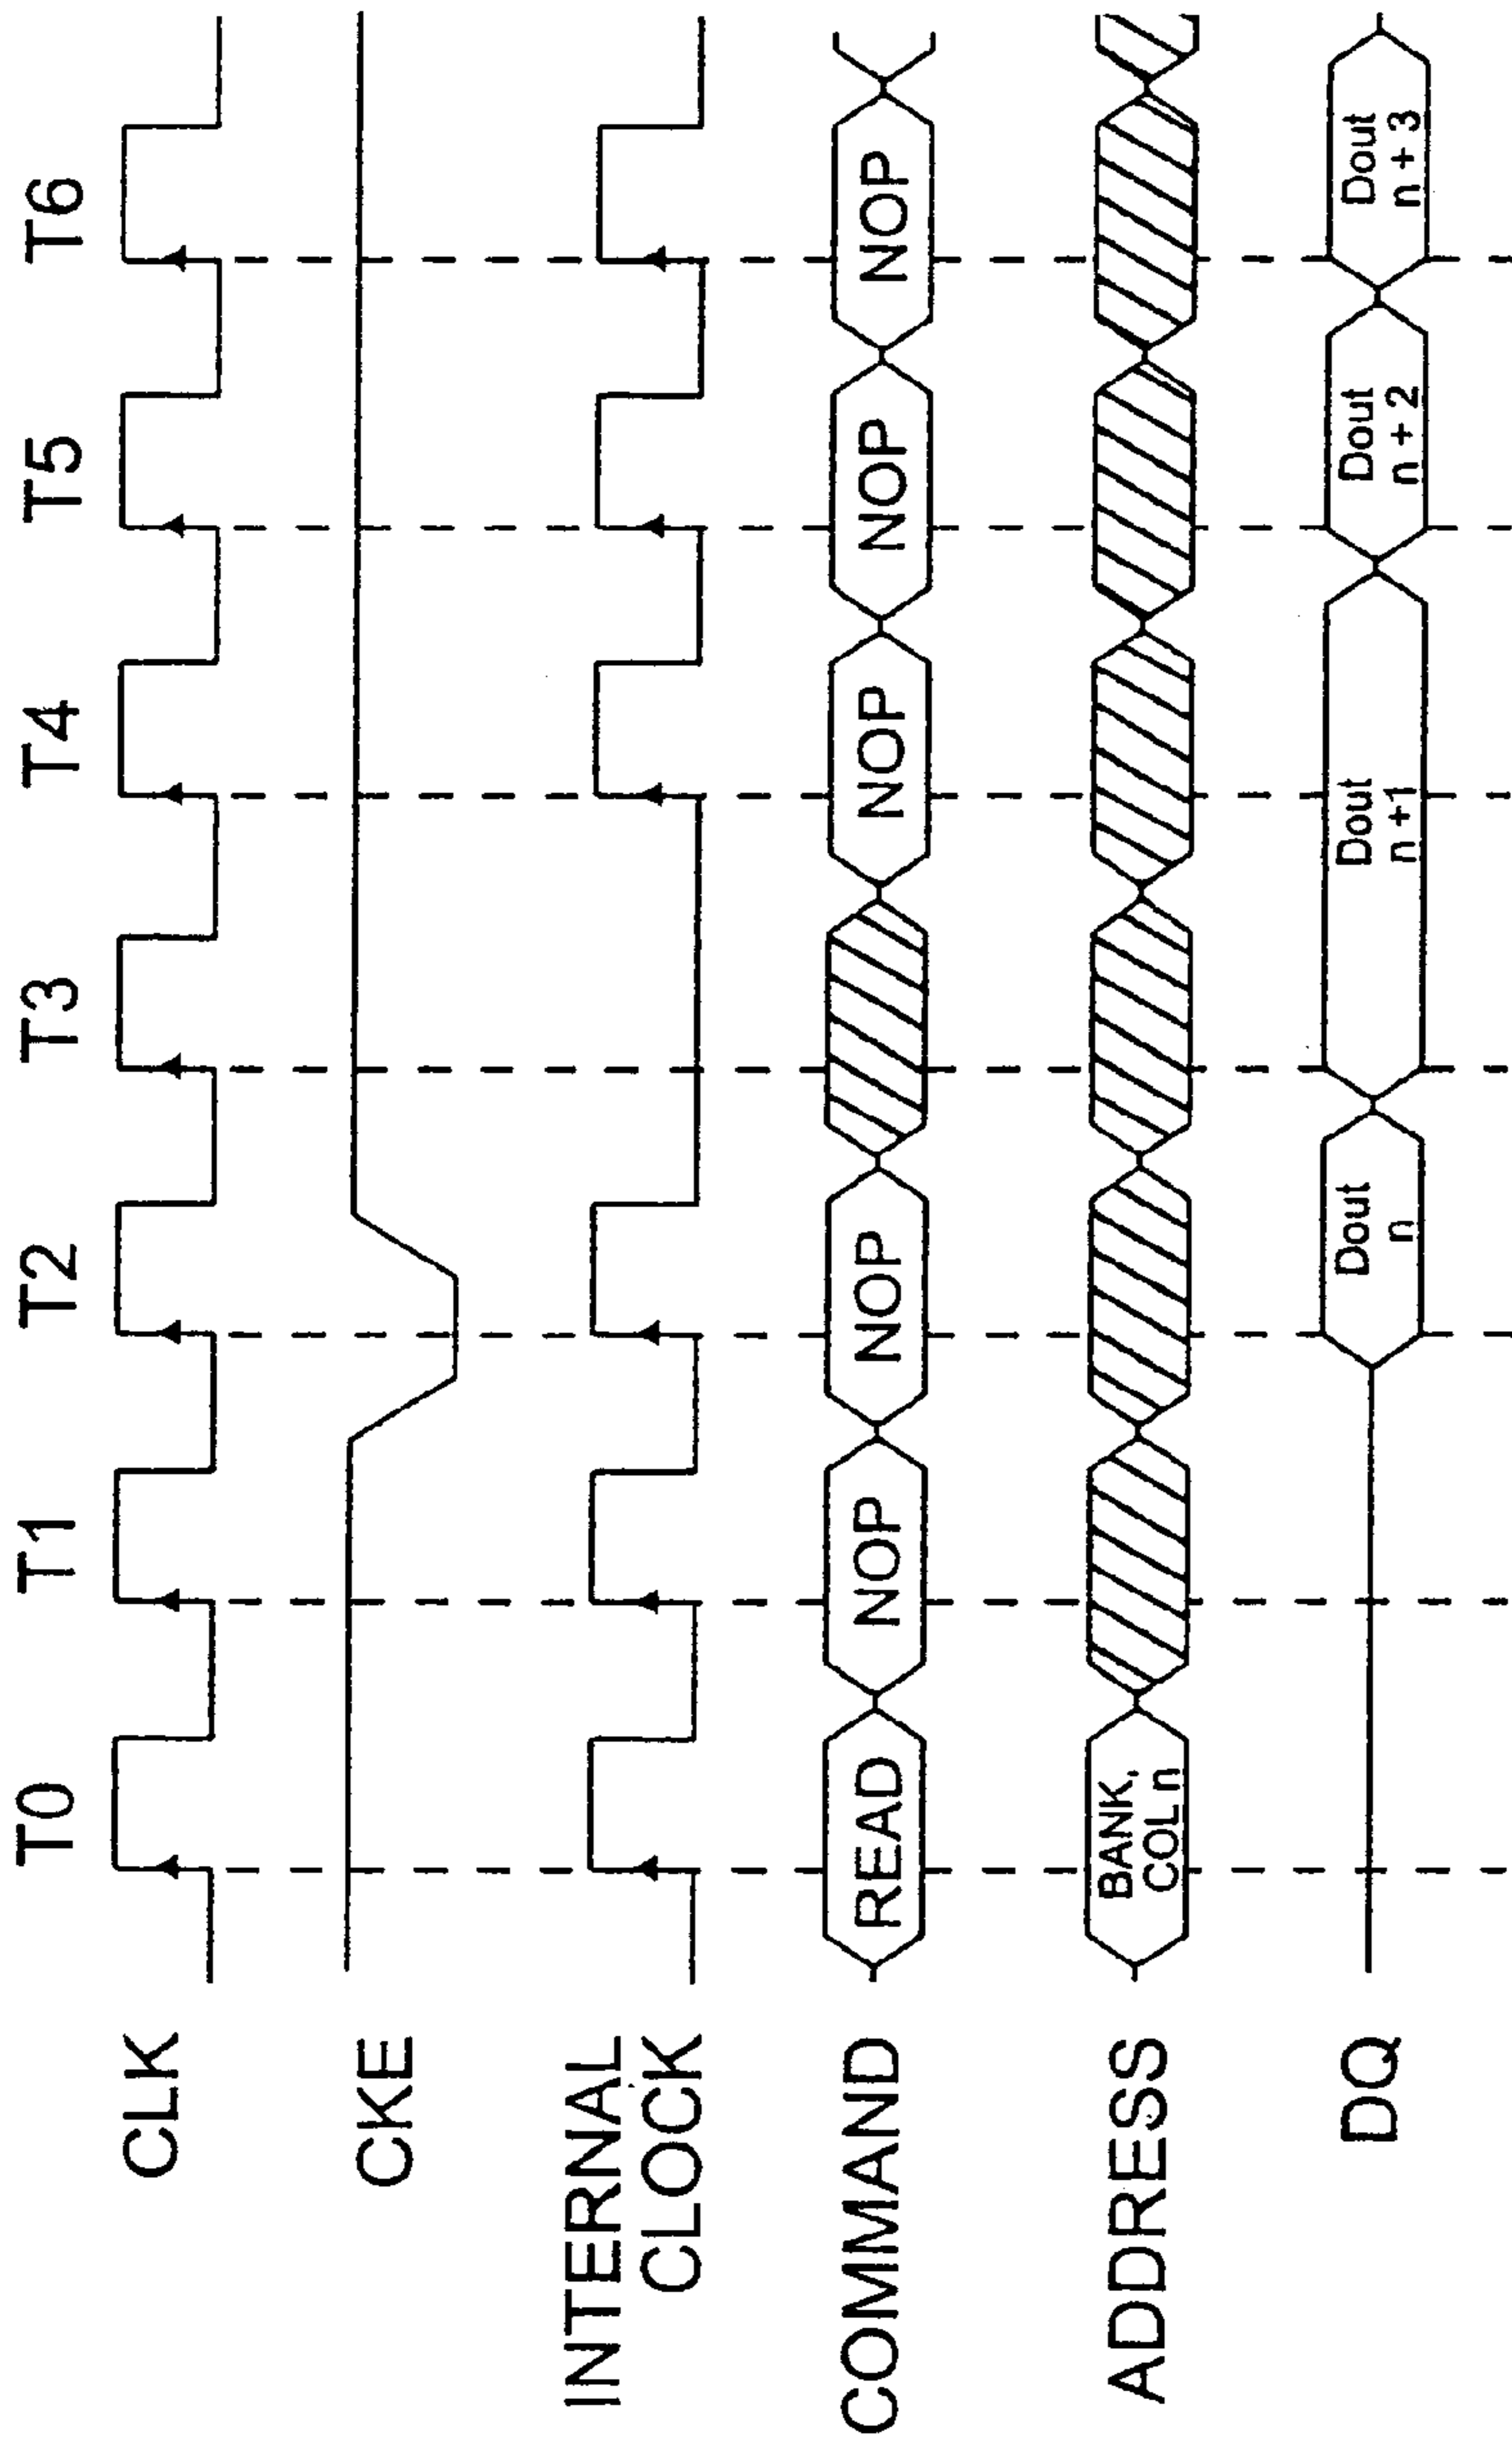 T0 T1 T2 T3 T4 T5 T6
CLK
CKE
INTERNAL
CLOCK
COMMAND
READ NOP NOP NOP NOP NOP
ADDRESS
BANK,
COL n
DQ
Dout
n
Dout
n+1
Dout
n + 2
Dout
n + 3